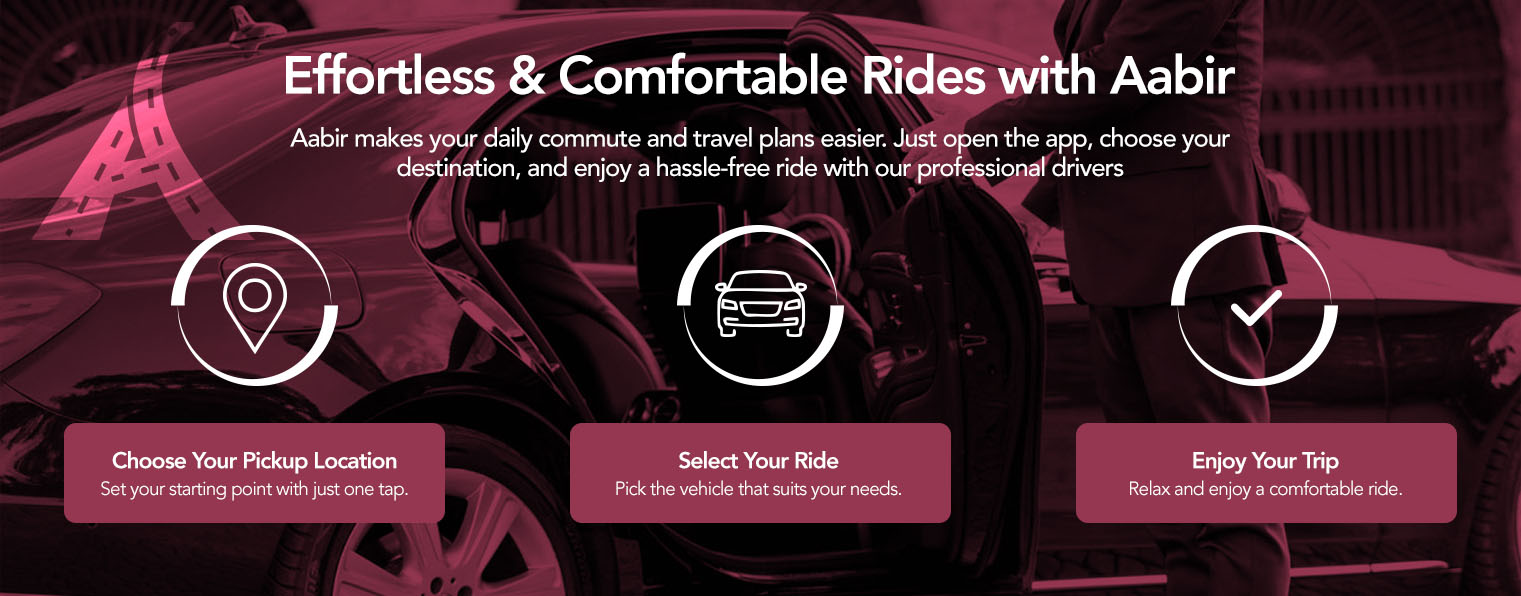 Effortless & Comfortable Rides with Aabir
Aabir makes your daily commute and travel plans easier. Just open the app, choose your
destination, and enjoy a hassle-free ride with our professional drivers
Choose Your Pickup Location
Set your starting point with just one tap.
Select Your Ride
Pick the vehicle that suits your needs.
Enjoy Your Trip
Relax and enjoy a comfortable ride.